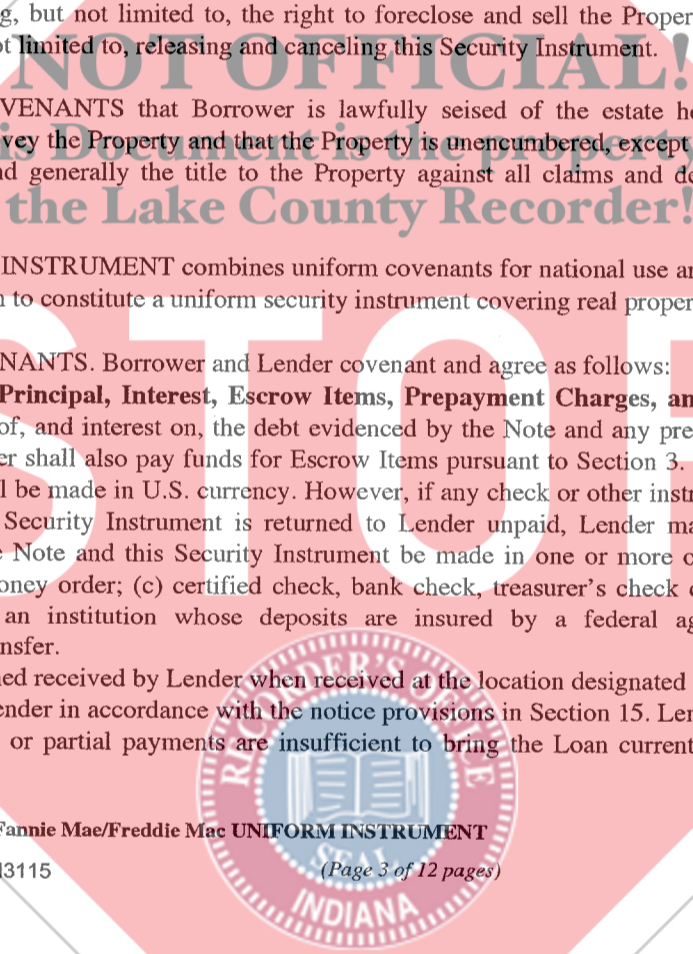 g, but not limited to, the right to foreclose and sell the Proper
ot limited to, releasing and canceling this Security Instrument.
NOT OFFICIAL!
VENANTS that Borrower is lawfully seised of the estate he
vey the Property and that the Property is unencumbered, except
is Document is the property
nd generally the title to the Property against all claims and de
the Lake County Recorder!
INSTRUMENT combines uniform covenants for national use an
n to constitute a uniform security instrument covering real proper
STOP
NANTS. Borrower and Lender covenant and agree as follows:
Principal, Interest, Escrow Items, Prepayment Charges, an
of, and interest on, the debt evidenced by the Note and any pre
er shall also pay funds for Escrow Items pursuant to Section 3.
l be made in U.S. currency. However, if any check or other instr
Security Instrument is returned to Lender unpaid, Lender ma
e Note and this Security Instrument be made in one or more o
oney order; (c) certified check, bank check, treasurer's check o
an institution whose deposits are insured by a federal ag
nsfer.
ned received by Lender when received at the location designated
ender in accordance with the notice provisions in Section 15. Len
or partial payments are insufficient to bring the Loan current
RECORDER'S OFFICE
SEAL
INDIANA
Fannie Mae/Freddie Mac UNIFORM INSTRUMENT
3115
(Page 3 of 12 pages)